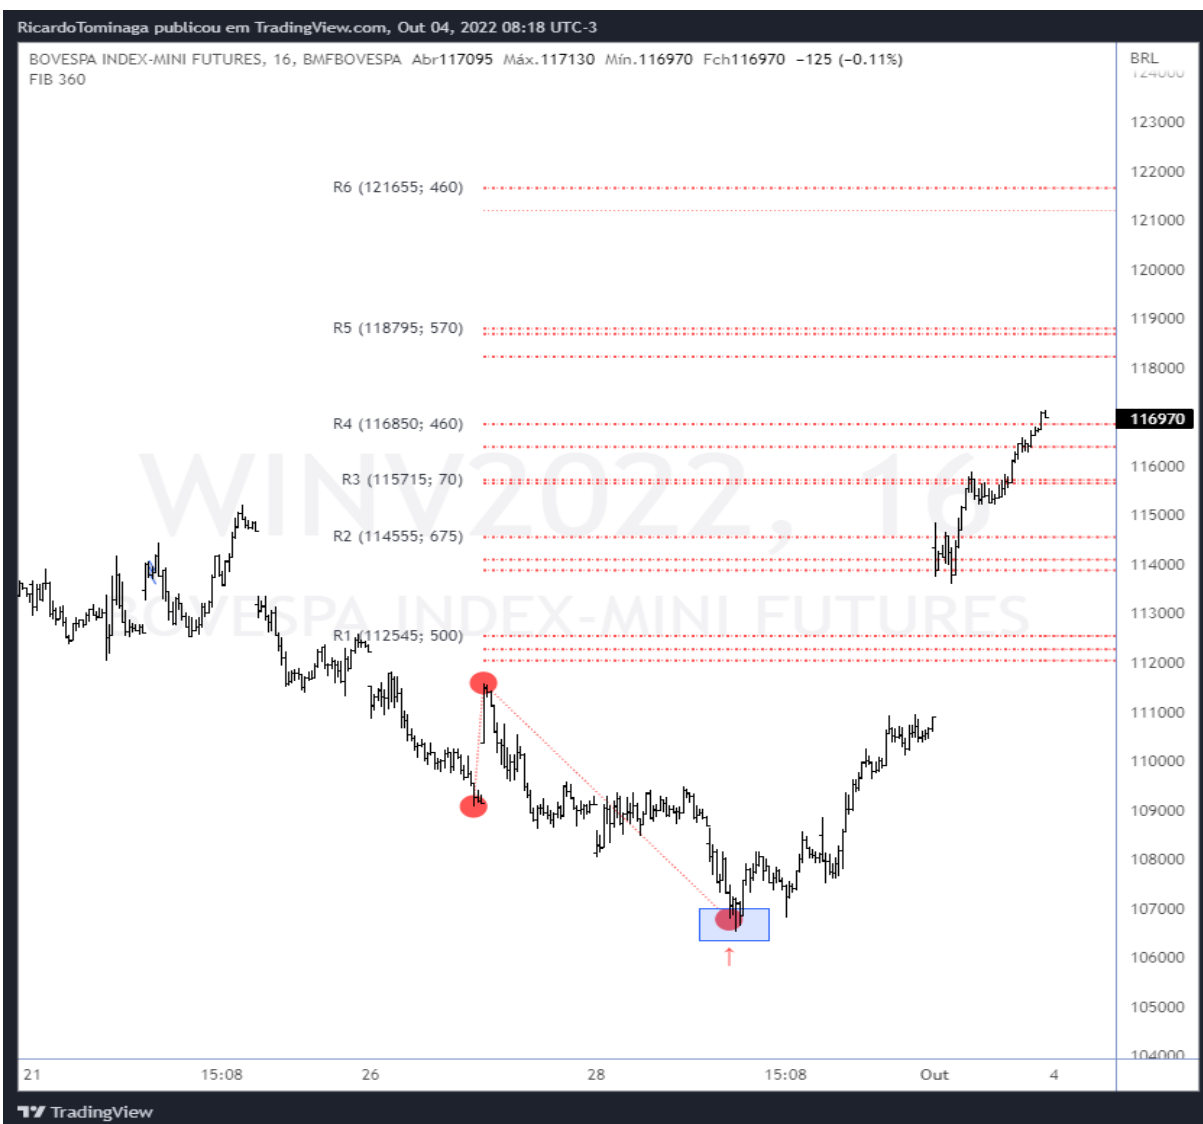 RicardoTominaga publicou em TradingView.com, Out 04, 2022 08:18 UTC-3
BOVESPA INDEX-MINI FUTURES, 16, BMFBOVESPA Abr117095 Máx.117130 Mín.116970 Fch116970 −125 (−0.11%)
FIB 360
BRL
124000
123000
R6 (121655; 460)
122000
121000
120000
R5 (118795; 570)
119000
118000
R4 (116850; 460)
116970
116000
R3 (115715; 70)
WINV2022, 16
115000
R2 (114555; 675)
114000
BOVESPA INDEX-MINI FUTURES
113000
R1 (112545; 500)
112000
111000
110000
109000
108000
107000
106000
105000
104000
21 15:08 26 28 15:08 Out 4
TradingView